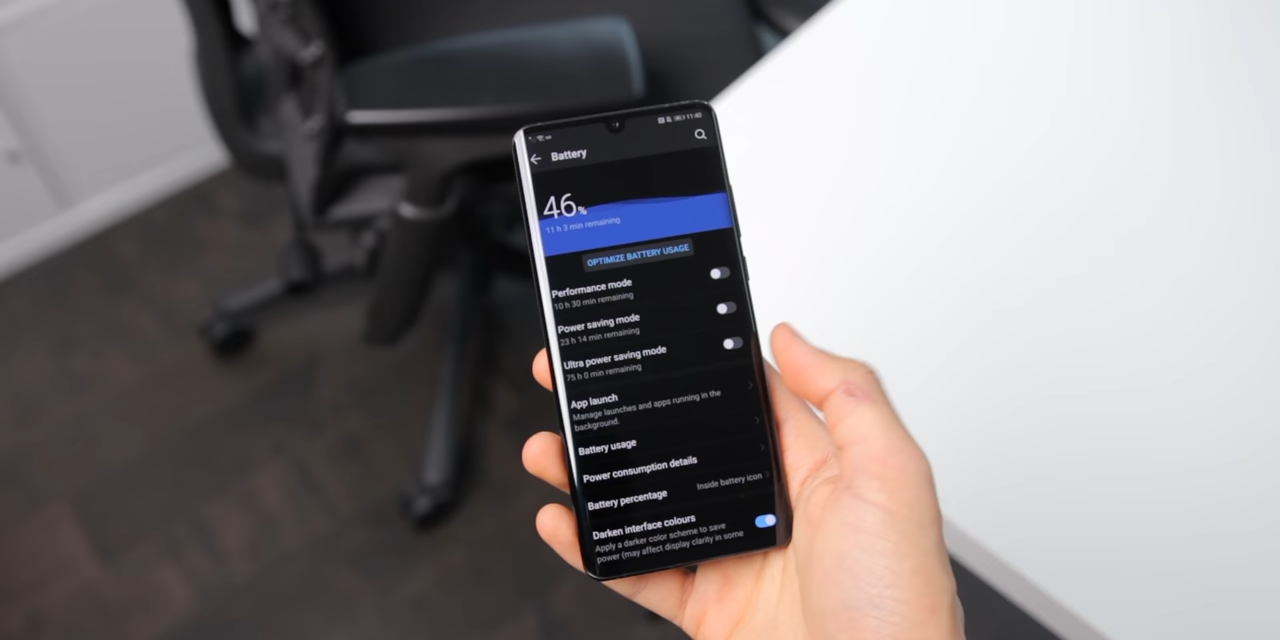 11:40
Battery
46%
11 h 3 min remaining
OPTIMIZE BATTERY USAGE
Performance mode
10 h 30 min remaining
Power saving mode
23 h 14 min remaining
Ultra power saving mode
75 h 0 min remaining
App launch
Manage launches and apps running in the
background.
Battery usage
Power consumption details
Battery percentage Inside battery icon
Darken interface colours
Apply a darker color scheme to save
power (may affect display clarity in some